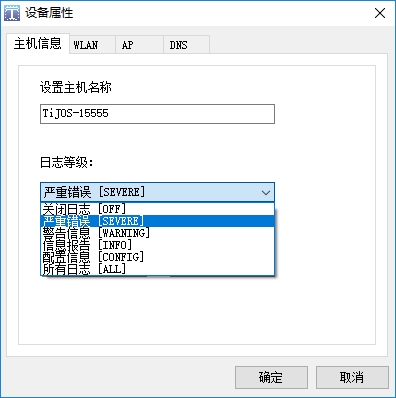 设备属性
主机信息 WLAN AP DNS
设置主机名称
TiJOS-15555
日志等级:
严重错误 [SEVERE]
关闭日志 [OFF]
严重错误 [SEVERE]
警告信息 [WARNING]
信息报告 [INFO]
配置信息 [CONFIG]
所有日志 [ALL]
确定 取消